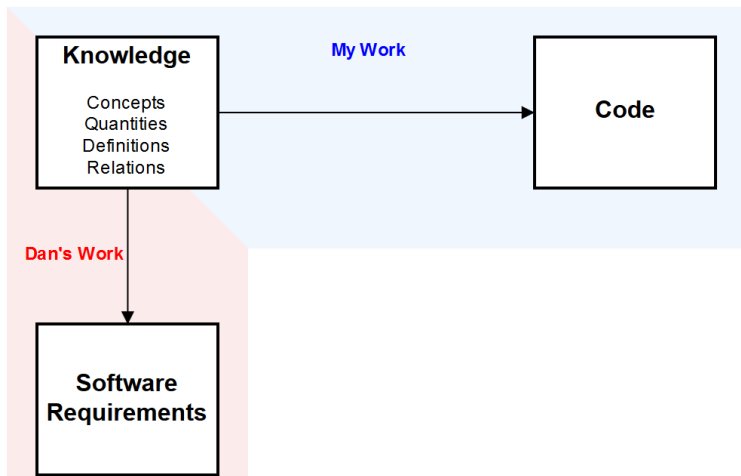 Knowledge
Concepts
Quantities
Definitions
Relations
My Work
Code
Dan's Work
Software
Requirements